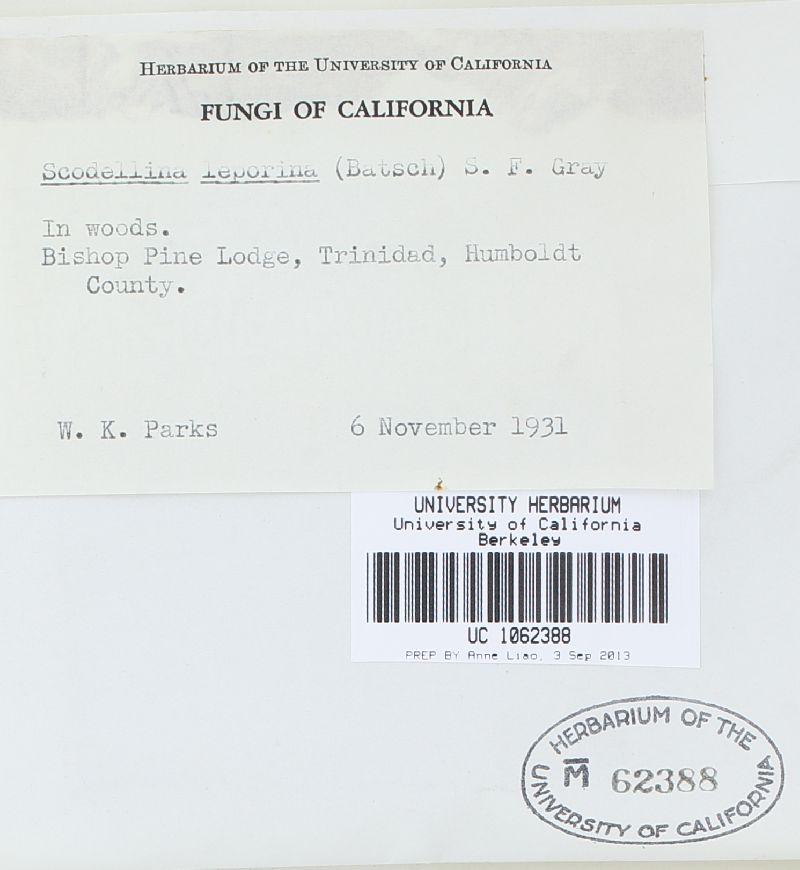 HERBARIUM OF THE UNIVERSITY OF CALIFORNIA
FUNGI OF CALIFORNIA
Scodellina leporina (Batsch) S. F. Gray
In woods.
Bishop Pine Lodge, Trinidad, Humboldt
County.
W. K. Parks 6 November 1931
UNIVERSITY HERBARIUM
University of California
Berkeley
UC 1062388
PREP BY Anne Liao, 3 Sep 2013
HERBARIUM OF THE
M̅ 62388
UNIVERSITY OF CALIFORNIA